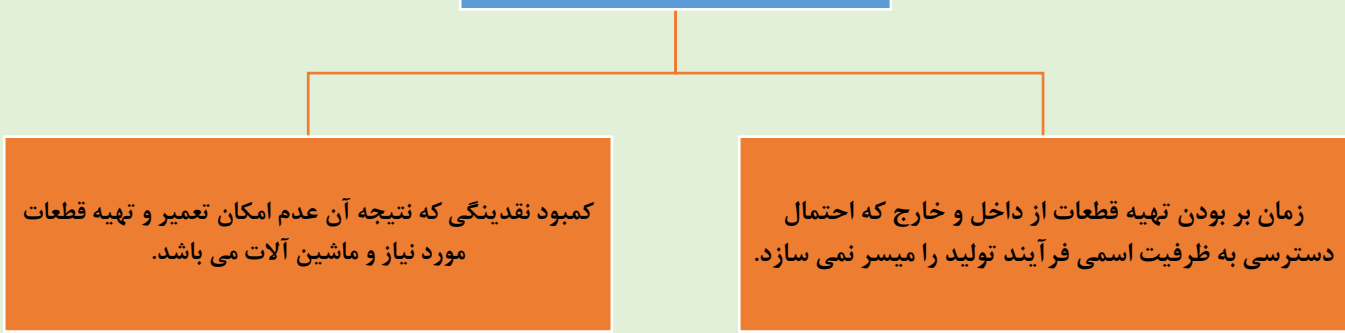 زمان بر بودن تهیه قطعات از داخل و خارج که احتمال
دسترسی به ظرفیت اسمی فرآیند تولید را میسر نمی سازد.
کمبود نقدینگی که نتیجه آن عدم امکان تعمیر و تهیه قطعات
مورد نیاز و ماشین آلات می باشد.